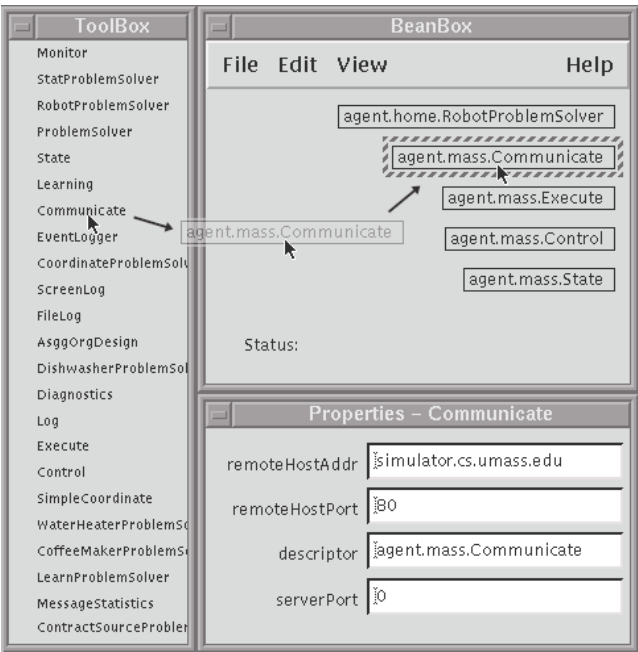 ToolBox
Monitor
StatProblemSolver
RobotProblemSolver
ProblemSolver
State
Learning
Communicate
EventLogger
CoordinateProblemSolv
ScreenLog
FileLog
AsggOrgDesign
DishwasherProblemSol
Diagnostics
Log
Execute
Control
SimpleCoordinate
WaterHeaterProblemSo
CoffeeMakerProblemSo
LearnProblemSolver
MessageStatistics
ContractSourceProbler
BeanBox
File Edit View Help
agent.home.RobotProblemSolver
agent.mass.Communicate
agent.mass.Execute
agent.mass.Communicate
agent.mass.Control
agent.mass.State
Status:
Properties – Communicate
remoteHostAddr simulator.cs.umass.edu
remoteHostPort 80
descriptor agent.mass.Communicate
serverPort 0